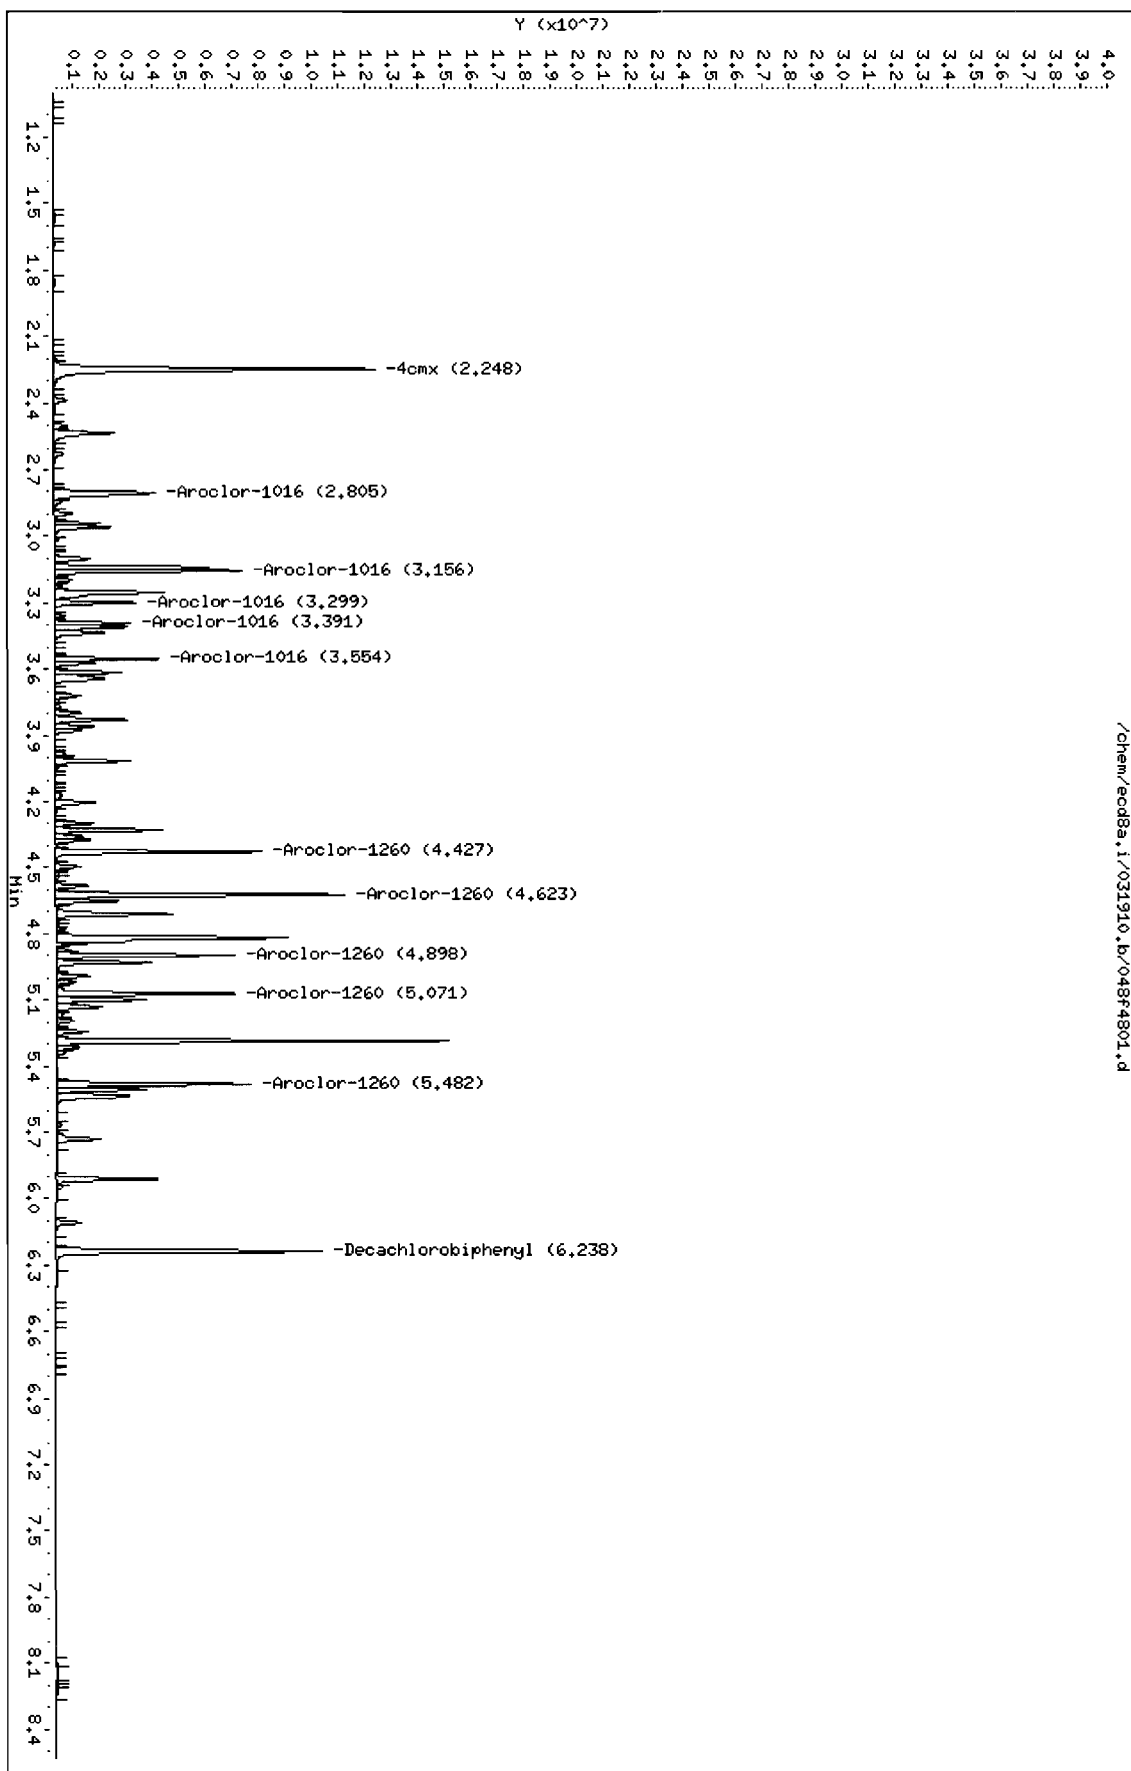 /chem/ecd8a.i/031910.b/048f4801.d
Y (x10^7)
4.0
3.9
3.8
3.7
3.6
3.5
3.4
3.3
3.2
3.1
3.0
2.9
2.8
2.7
2.6
2.5
2.4
2.3
2.2
2.1
2.0
1.9
1.8
1.7
1.6
1.5
1.4
1.3
1.2
1.1
1.0
0.9
0.8
0.7
0.6
0.5
0.4
0.3
0.2
0.1
-4cmx (2.248)
-Aroclor-1016 (2.805)
-Aroclor-1016 (3.156)
-Aroclor-1016 (3.299)
-Aroclor-1016 (3.391)
-Aroclor-1016 (3.554)
-Aroclor-1260 (4.427)
-Aroclor-1260 (4.623)
-Aroclor-1260 (4.898)
-Aroclor-1260 (5.071)
-Aroclor-1260 (5.482)
-Decachlorobiphenyl (6.238)
1.2 1.5 1.8 2.1 2.4 2.7 3.0 3.3 3.6 3.9 4.2 4.5 4.8 5.1 5.4 5.7 6.0 6.3 6.6 6.9 7.2 7.5 7.8 8.1 8.4
Min